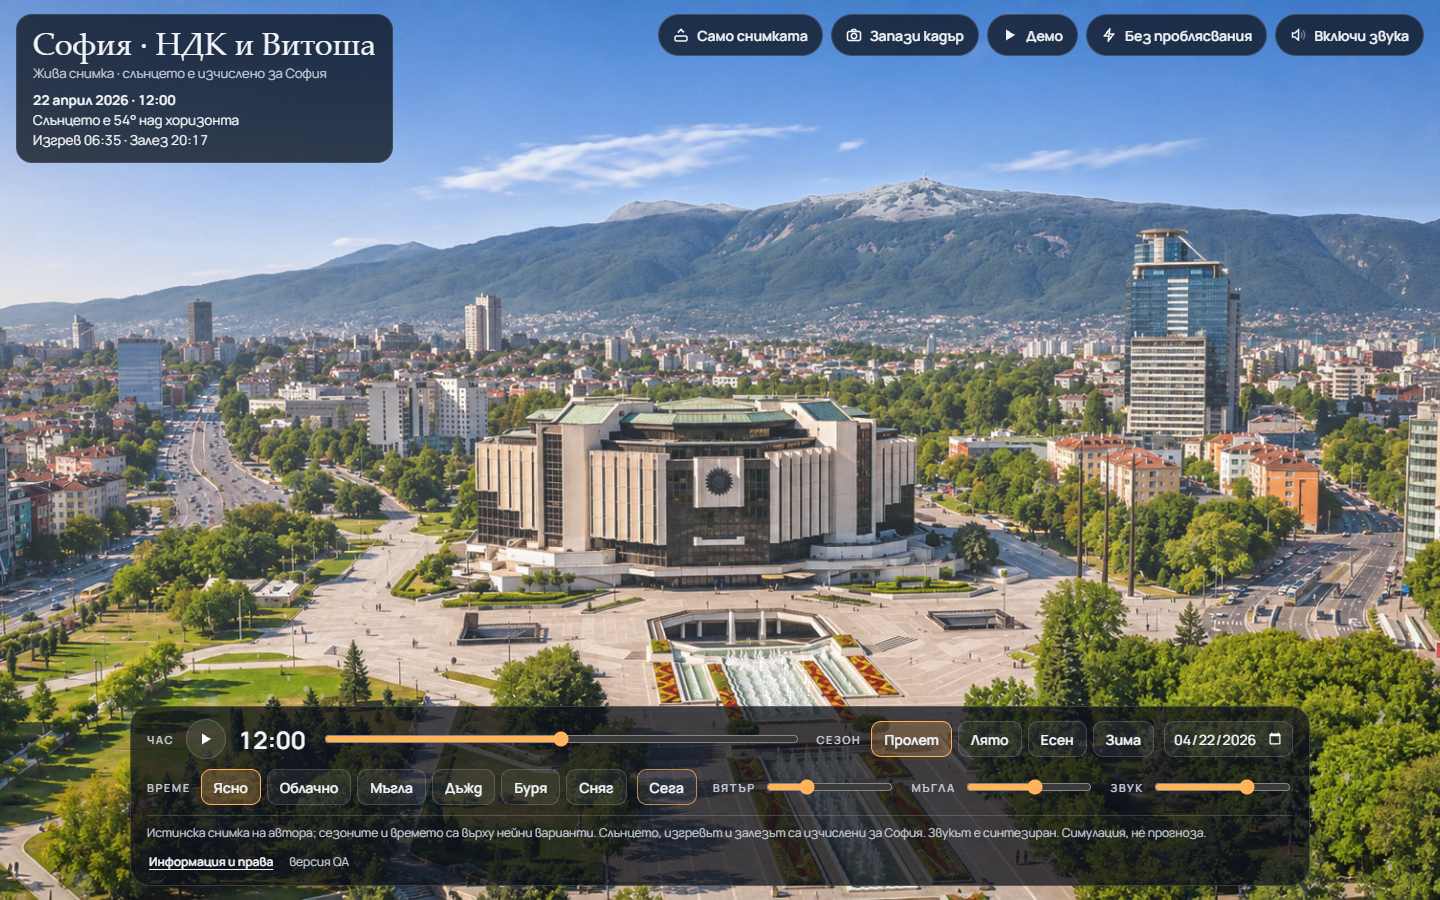 София · НДК и Витоша
Жива снимка · слънцето е изчислено за София
22 април 2026 · 12:00
Слънцето е 54° над хоризонта
Изгрев 06:35 · Залез 20:17
Само снимката
Запази кадър
Демо
Без проблясвания
Включи звука
ЧАС
12:00
СЕЗОН
Пролет
Лято
Есен
Зима
04/22/2026
ВРЕМЕ
Ясно
Облачно
Мъгла
Дъжд
Буря
Сняг
Сега
ВЯТЪР
МЪГЛА
ЗВУК
Истинска снимка на автора; сезоните и времето са върху нейни варианти. Слънцето, изгревът и залезът са изчислени за София. Звукът е синтезиран. Симулация, не прогноза.
Информация и права
версия QA